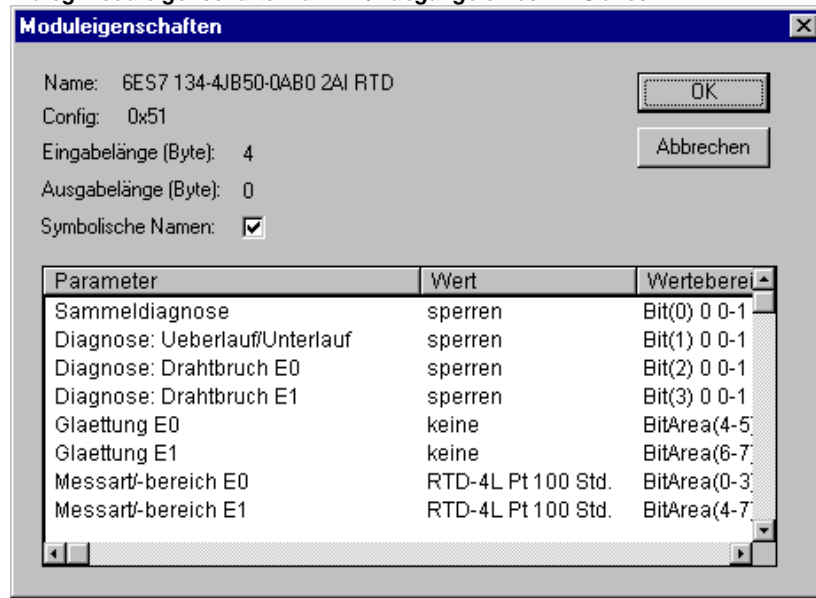 Moduleigenschaften
Name: 6ES7 134-4JB50-0AB0 2AI RTD
OK
Config: 0x51
Eingabelänge (Byte): 4
Abbrechen
Ausgabelänge (Byte): 0
Symbolische Namen:
Parameter Wert Werteberei
Sammeldiagnose sperren Bit(0) 0 0-1
Diagnose: Ueberlauf/Unterlauf sperren Bit(1) 0 0-1
Diagnose: Drahtbruch E0 sperren Bit(2) 0 0-1
Diagnose: Drahtbruch E1 sperren Bit(3) 0 0-1
Glaettung E0 keine BitArea(4-5)
Glaettung E1 keine BitArea(6-7)
Messart/-bereich E0 RTD-4L Pt 100 Std. BitArea(0-3)
Messart/-bereich E1 RTD-4L Pt 100 Std. BitArea(4-7)